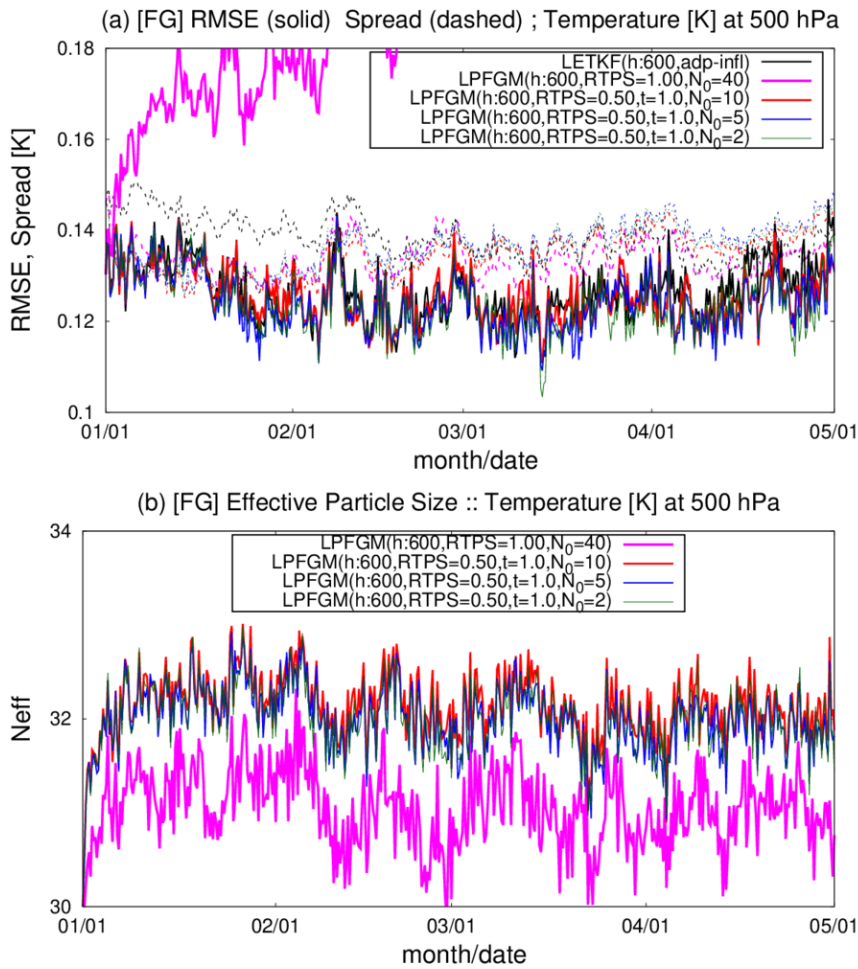 (a) [FG] RMSE (solid)  Spread (dashed) ; Temperature [K] at 500 hPa
0.18
0.16
0.14
0.12
0.1
RMSE, Spread [K]
LETKF(h:600,adp-infl)
LPFGM(h:600,RTPS=1.00,N₀=40)
LPFGM(h:600,RTPS=0.50,t=1.0,N₀=10)
LPFGM(h:600,RTPS=0.50,t=1.0,N₀=5)
LPFGM(h:600,RTPS=0.50,t=1.0,N₀=2)
01/01 02/01 03/01 04/01 05/01
month/date
(b) [FG] Effective Particle Size :: Temperature [K] at 500 hPa
34
32
30
Neff
LPFGM(h:600,RTPS=1.00,N₀=40)
LPFGM(h:600,RTPS=0.50,t=1.0,N₀=10)
LPFGM(h:600,RTPS=0.50,t=1.0,N₀=5)
LPFGM(h:600,RTPS=0.50,t=1.0,N₀=2)
01/01 02/01 03/01 04/01 05/01
month/date